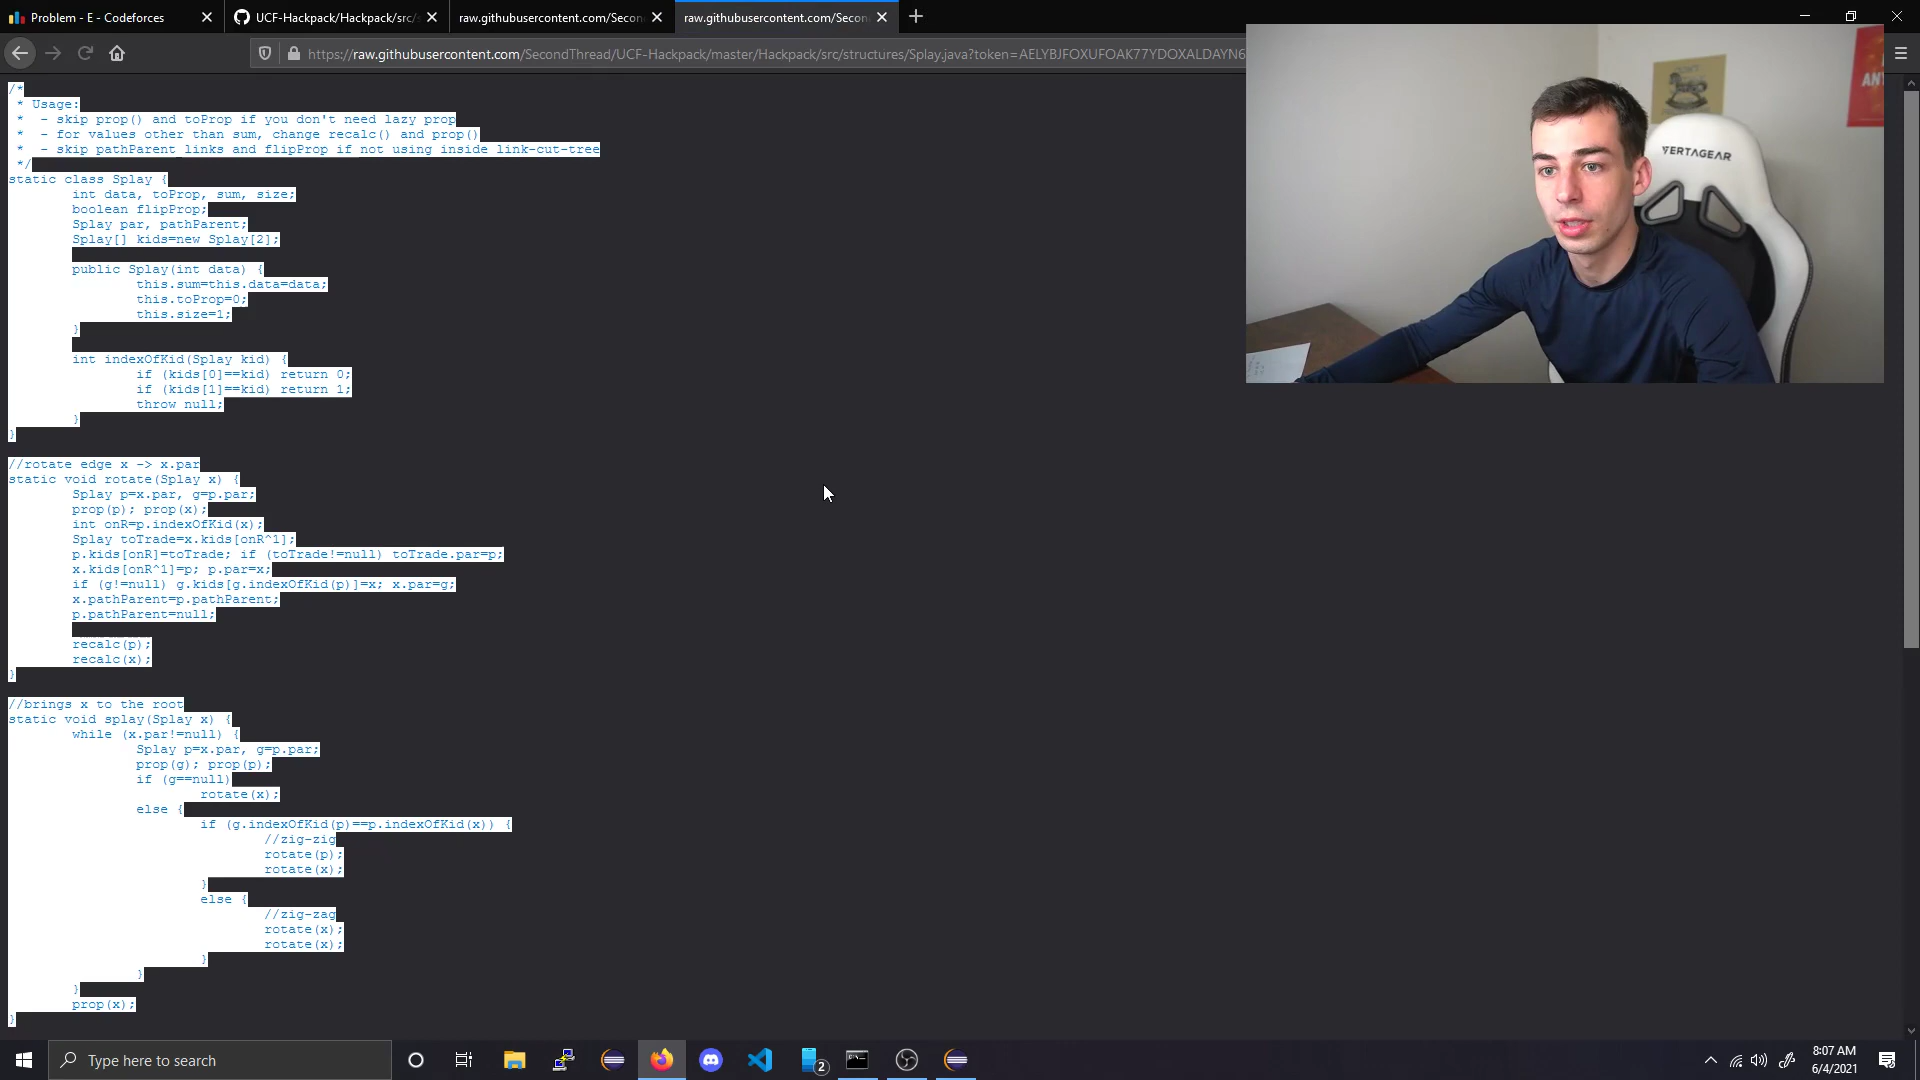 Problem - E - Codeforces
UCF-Hackpack/Hackpack/src/s
raw.githubusercontent.com/Secon
raw.githubusercontent.com/Secon
https://raw.githubusercontent.com/SecondThread/UCF-Hackpack/master/Hackpack/src/structures/Splay.java?token=AELYBJFOXUFOAK77YDOXALDAYN6
/*
 * Usage:
 *  - skip prop() and toProp if you don't need lazy prop
 *  - for values other than sum, change recalc() and prop()
 *  - skip pathParent links and flipProp if not using inside link-cut-tree
 */
static class Splay {
        int data, toProp, sum, size;
        boolean flipProp;
        Splay par, pathParent;
        Splay[] kids=new Splay[2];
        public Splay(int data) {
                this.sum=this.data=data;
                this.toProp=0;
                this.size=1;
        }
        int indexOfKid(Splay kid) {
                if (kids[0]==kid) return 0;
                if (kids[1]==kid) return 1;
                throw null;
        }
}
//rotate edge x -> x.par
static void rotate(Splay x) {
        Splay p=x.par, g=p.par;
        prop(p); prop(x);
        int onR=p.indexOfKid(x);
        Splay toTrade=x.kids[onR^1];
        p.kids[onR]=toTrade; if (toTrade!=null) toTrade.par=p;
        x.kids[onR^1]=p; p.par=x;
        if (g!=null) g.kids[g.indexOfKid(p)]=x; x.par=g;
        x.pathParent=p.pathParent;
        p.pathParent=null;
        recalc(p);
        recalc(x);
}
//brings x to the root
static void splay(Splay x) {
        while (x.par!=null) {
                Splay p=x.par, g=p.par;
                prop(g); prop(p);
                if (g==null)
                        rotate(x);
                else {
                        if (g.indexOfKid(p)==p.indexOfKid(x)) {
                                //zig-zig
                                rotate(p);
                                rotate(x);
                        }
                        else {
                                //zig-zag
                                rotate(x);
                                rotate(x);
                        }
                }
        }
        prop(x);
}
VERTAGEAR
Type here to search
2
8:07 AM
6/4/2021